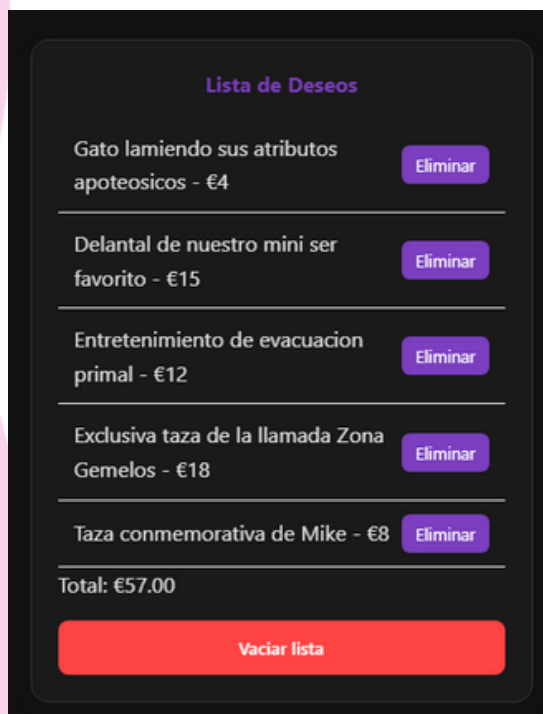 Lista de Deseos
Gato lamiendo sus atributos
apoteosicos - €4
Eliminar
Delantal de nuestro mini ser
favorito - €15
Eliminar
Entretenimiento de evacuacion
primal - €12
Eliminar
Exclusiva taza de la llamada Zona
Gemelos - €18
Eliminar
Taza conmemorativa de Mike - €8
Eliminar
Total: €57.00
Vaciar lista